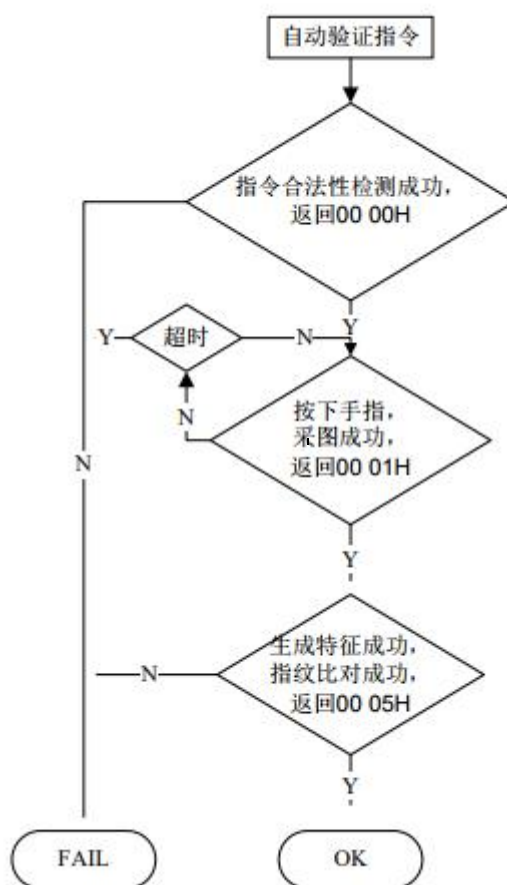 自动验证指令
指令合法性检测成功，
返回00 00H
Y
Y
超时
N
按下手指，
采图成功，
返回00 01H
N
N
Y
生成特征成功，
指纹比对成功，
返回00 05H
N
Y
FAIL
OK